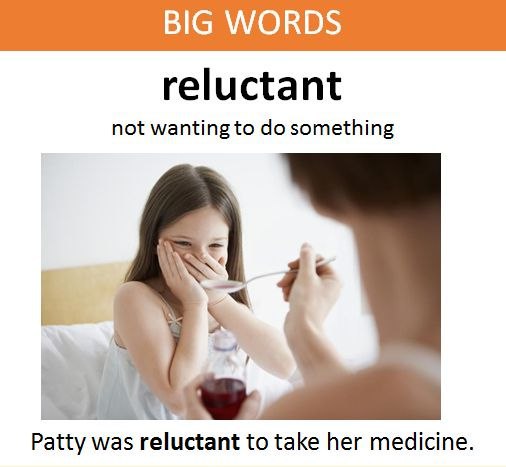 BIG WORDS
reluctant
not wanting to do something
Patty was reluctant to take her medicine.